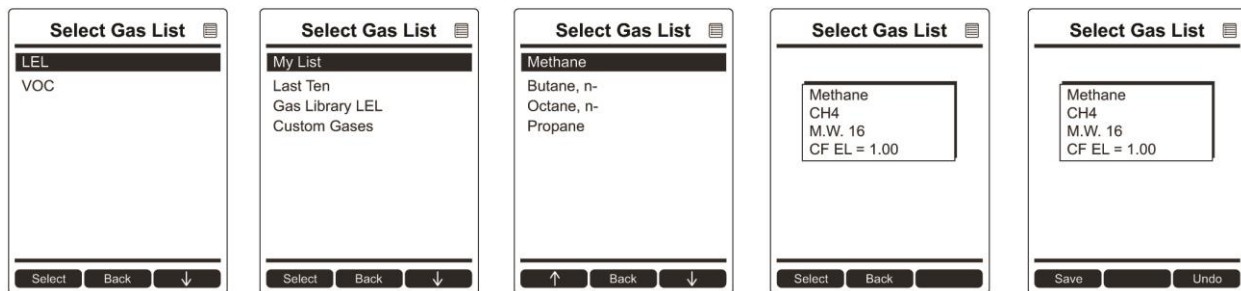 Select Gas List
LEL
VOC
Select Back ↓
Select Gas List
My List
Last Ten
Gas Library LEL
Custom Gases
Select Back ↓
Select Gas List
Methane
Butane, n-
Octane, n-
Propane
↑ Back ↓
Select Gas List
Methane
CH4
M.W. 16
CF EL = 1.00
Select Back
Select Gas List
Methane
CH4
M.W. 16
CF EL = 1.00
Save Undo